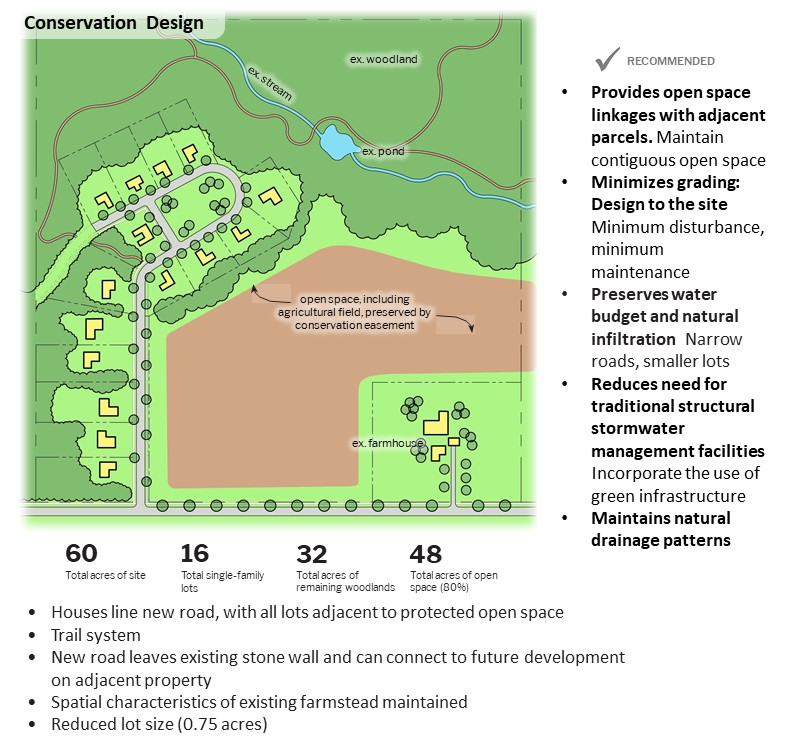 Conservation Design
ex. woodland
ex. stream
ex. pond
open space, including
agricultural field, preserved by
conservation easement
ex. farmhouse
RECOMMENDED
• Provides open space
linkages with adjacent
parcels. Maintain
contiguous open space
• Minimizes grading:
Design to the site
Minimum disturbance,
minimum
maintenance
• Preserves water
budget and natural
infiltration Narrow
roads, smaller lots
• Reduces need for
traditional structural
stormwater
management facilities
Incorporate the use of
green infrastructure
• Maintains natural
drainage patterns
60
Total acres of site
16
Total single-family
lots
32
Total acres of
remaining woodlands
48
Total acres of open
space (80%)
• Houses line new road, with all lots adjacent to protected open space
• Trail system
• New road leaves existing stone wall and can connect to future development
on adjacent property
• Spatial characteristics of existing farmstead maintained
• Reduced lot size (0.75 acres)